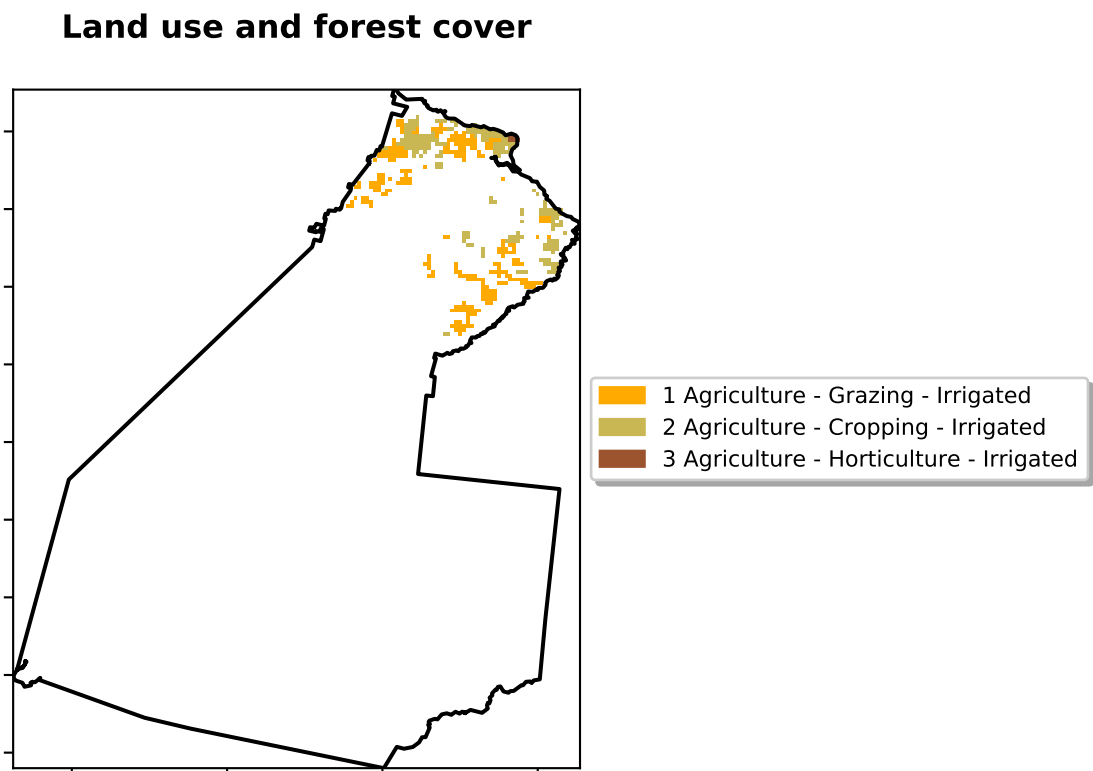 Land use and forest cover
1 Agriculture - Grazing - Irrigated
2 Agriculture - Cropping - Irrigated
3 Agriculture - Horticulture - Irrigated